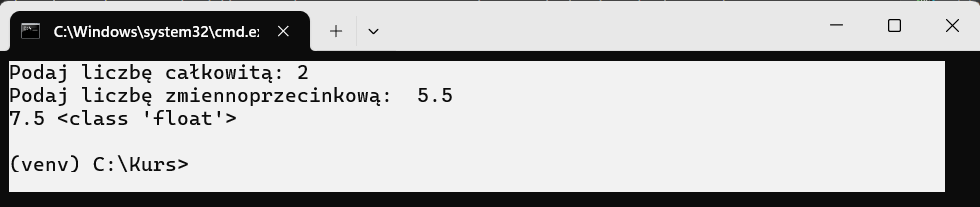 C:\Windows\system32\cmd.e
Podaj liczbę całkowitą: 2
Podaj liczbę zmiennoprzecinkową:  5.5
7.5 <class 'float'>
(venv) C:\Kurs>